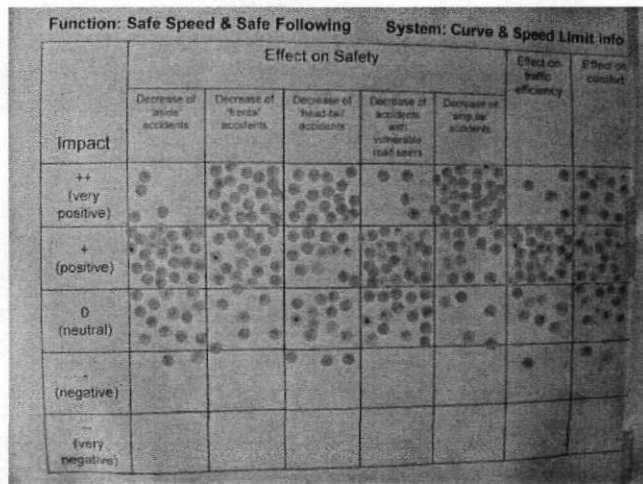 Function: Safe Speed & Safe Following System: Curve & Speed Limit info
Effect on Safety
Effect on
traffic
efficiency
Effect on
comfort
Impact
Decrease of
'aside'
accidents
Decrease of
'frontal'
accidents
Decrease of
'head-tail'
accidents
Decrease of
accidents
with
vulnerable
road users
Decrease of
accidents
++
(very
positive)
+
(positive)
0
(neutral)
-
(negative)
--
(very
negative)